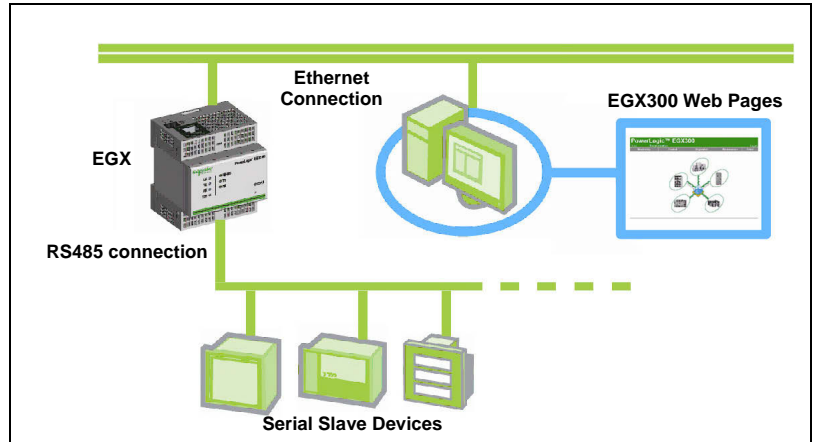 Ethernet
Connection
EGX300 Web Pages
PowerLogic™ EGX300
EGX
RS485 connection
Serial Slave Devices